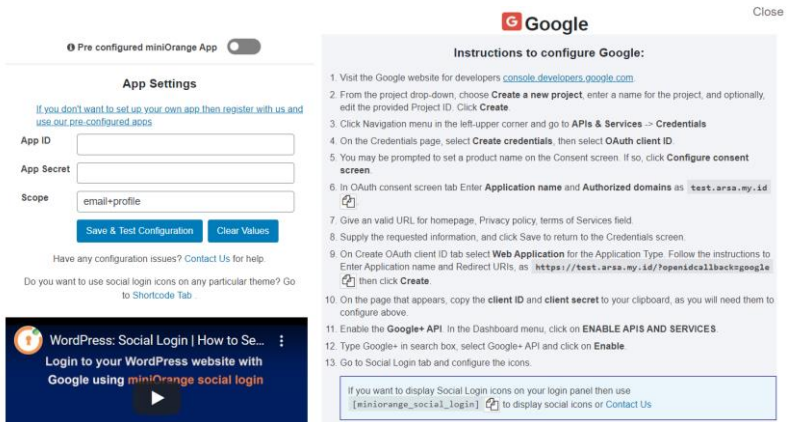 Close
Pre configured miniOrange App
App Settings
If you don't want to set up your own app then register with us and
use our pre-configured apps
App ID
App Secret
Scope
email+profile
Save & Test Configuration
Clear Values
Have any configuration issues? Contact Us for help.
Do you want to use social login icons on any particular theme? Go
to Shortcode Tab .
WordPress: Social Login | How to Se...
Login to your WordPress website with
Google using miniOrange social login
G Google
Instructions to configure Google:
1. Visit the Google website for developers console.developers.google.com.
2. From the project drop-down, choose Create a new project, enter a name for the project, and optionally,
edit the provided Project ID. Click Create.
3. Click Navigation menu in the left-upper corner and go to APIs & Services -> Credentials
4. On the Credentials page, select Create credentials, then select OAuth client ID.
5. You may be prompted to set a product name on the Consent screen. If so, click Configure consent
screen.
6. In OAuth consent screen tab Enter Application name and Authorized domains as test.arsa.my.id
.
7. Give an valid URL for homepage, Privacy policy, terms of Services field.
8. Supply the requested information, and click Save to return to the Credentials screen.
9. On Create OAuth client ID tab select Web Application for the Application Type. Follow the instructions to
Enter Application name and Redirect URIs, as https://test.arsa.my.id/?openidcallback=google
then click Create.
10. On the page that appears, copy the client ID and client secret to your clipboard, as you will need them to
configure above.
11. Enable the Google+ API. In the Dashboard menu, click on ENABLE APIS AND SERVICES.
12. Type Google+ in search box, select Google+ API and click on Enable.
13. Go to Social Login tab and configure the icons.
If you want to display Social Login icons on your login panel then use
[miniorange_social_login] to display social icons or Contact Us